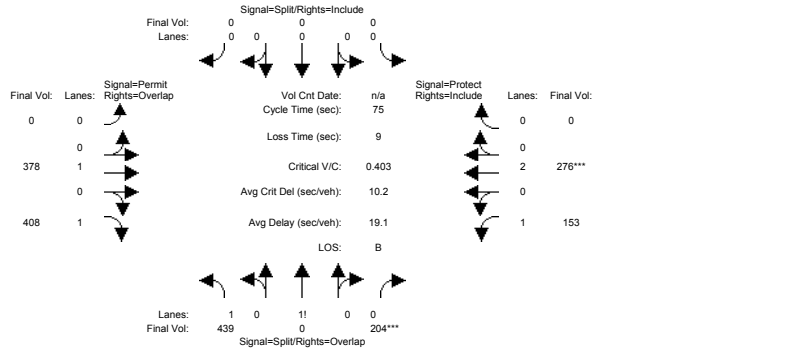 Signal=Split/Rights=Include
Final Vol: 0 0 0
Lanes: 0 0 0 0 0
Signal=Permit Signal=Protect
Final Vol: Lanes: Rights=Overlap Vol Cnt Date: n/a Rights=Include Lanes: Final Vol:
Cycle Time (sec): 75
0 0 0 0
Loss Time (sec): 9
0 0
378 1 Critical V/C: 0.403 2 276***
0 Avg Crit Del (sec/veh): 10.2 0
408 1 Avg Delay (sec/veh): 19.1 1 153
LOS: B
Lanes: 1 0 1! 0 0
Final Vol: 439 0 204***
Signal=Split/Rights=Overlap